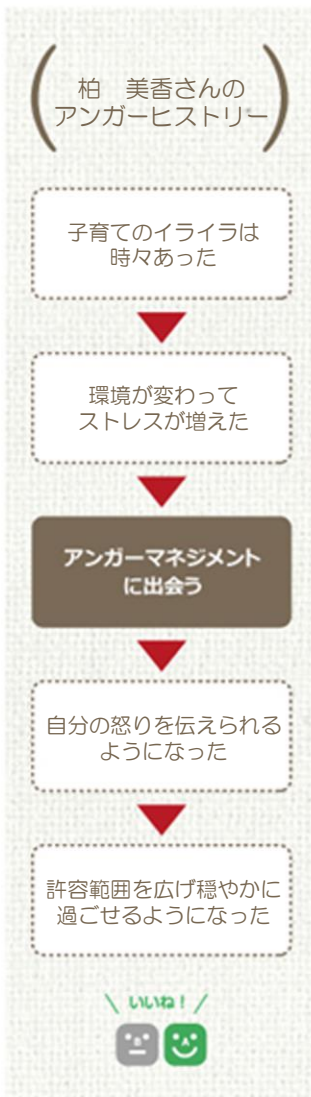 柏　美香さんの
アンガーヒストリー
子育てのイライラは
時々あった
環境が変わって
ストレスが増えた
アンガーマネジメント
に出会う
自分の怒りを伝えられる
ようになった
許容範囲を広げ穏やかに
過ごせるようになった
いいね！